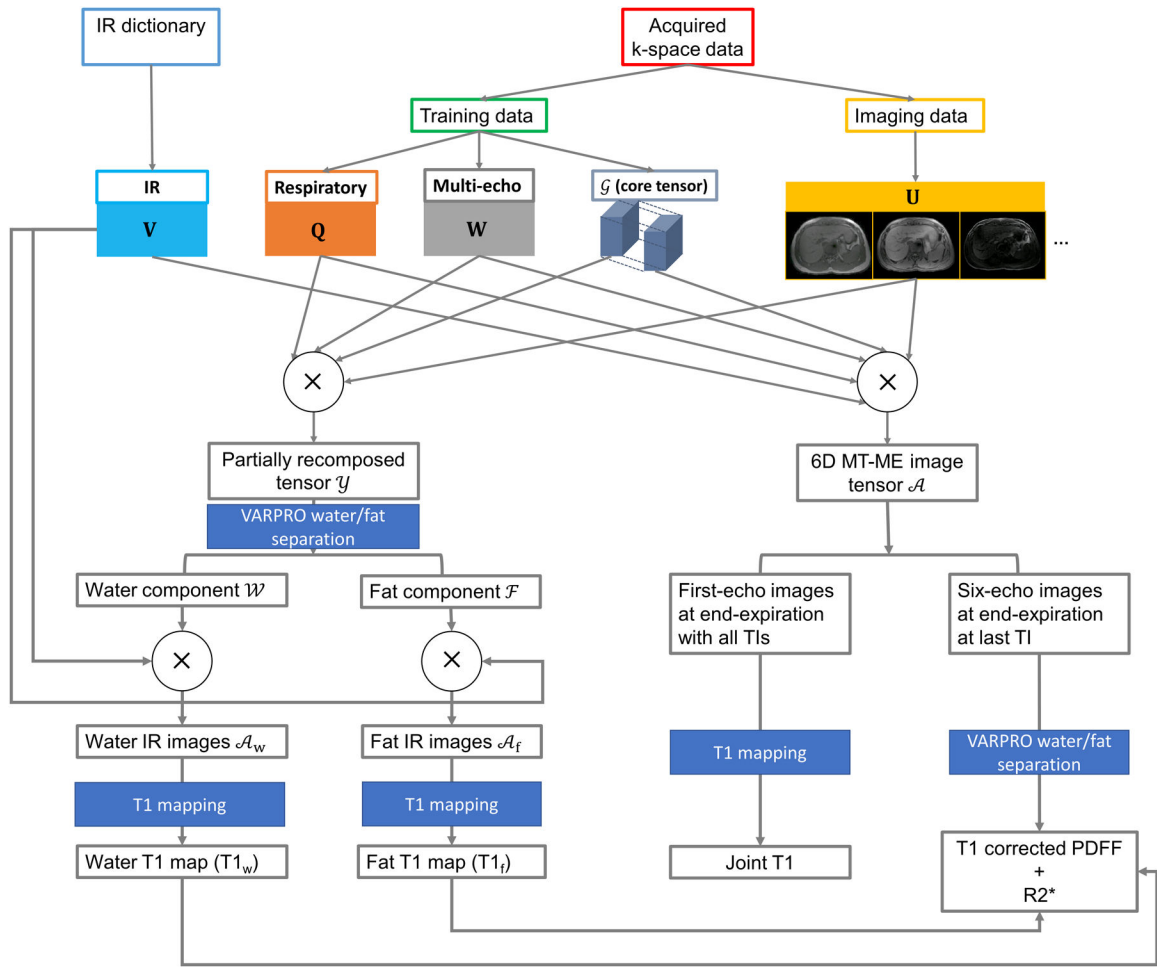 IR dictionary
Acquired
k-space data
Training data
Imaging data
IR
Respiratory
Multi-echo
𝒢 (core tensor)
U
V
Q
W
...
×
×
Partially recomposed
tensor 𝒴
6D MT-ME image
tensor 𝒜
VARPRO water/fat
separation
Water component 𝒲
Fat component ℱ
First-echo images
at end-expiration
with all TIs
Six-echo images
at end-expiration
at last TI
×
×
Water IR images 𝒜w
Fat IR images 𝒜f
T1 mapping
VARPRO water/fat
separation
T1 mapping
T1 mapping
Water T1 map (T1w)
Fat T1 map (T1f)
Joint T1
T1 corrected PDFF
+
R2*